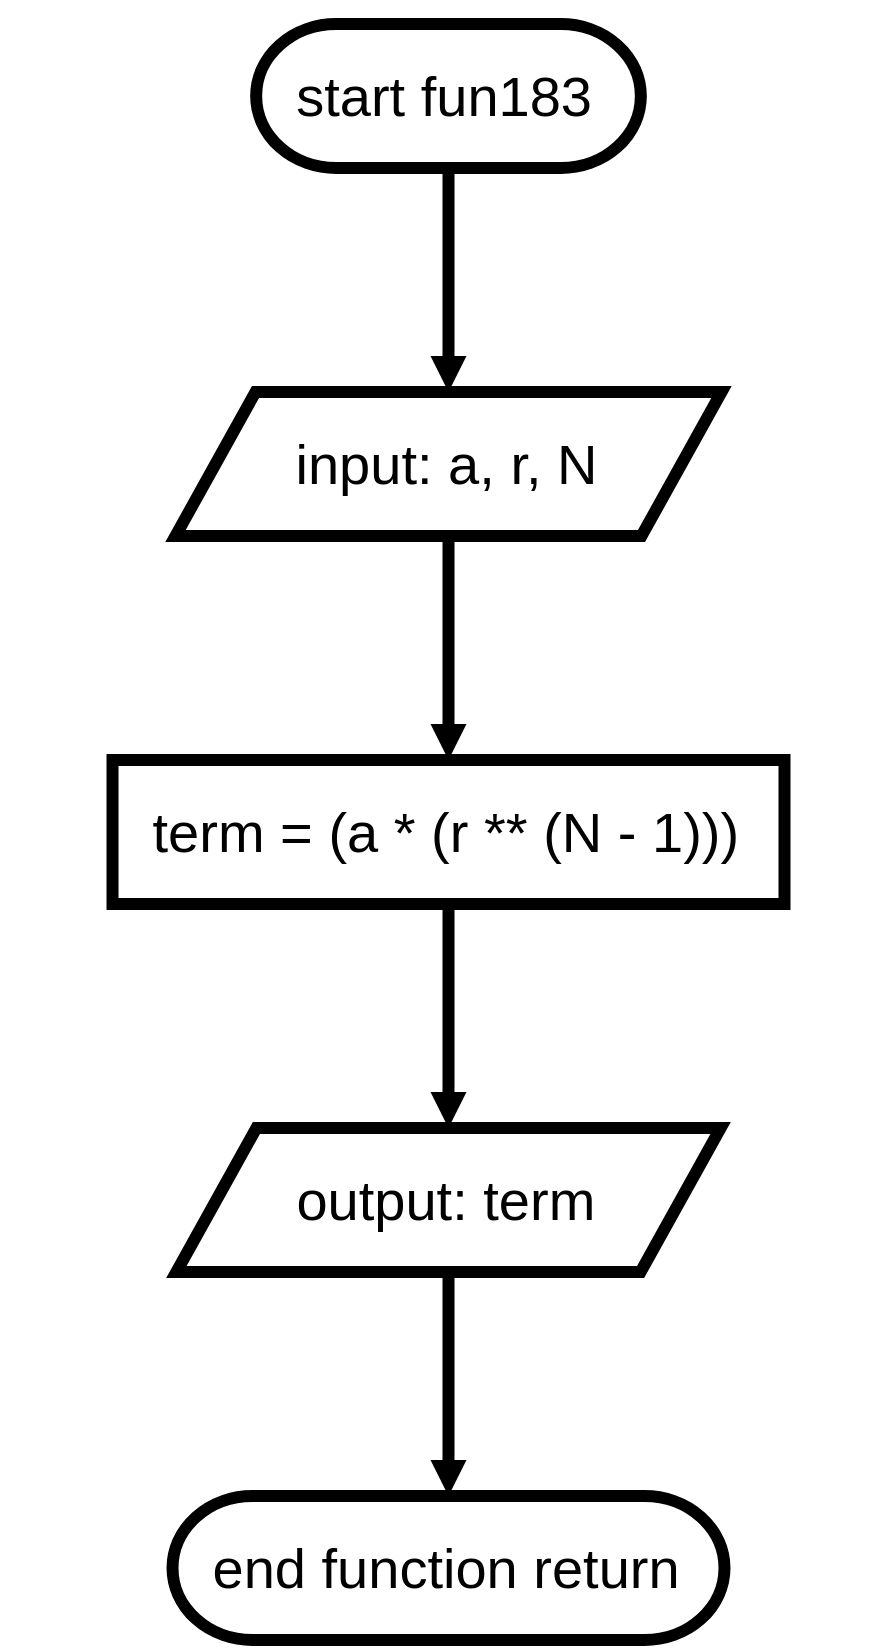 start fun183
input: a, r, N
term = (a * (r ** (N - 1)))
output: term
end function return